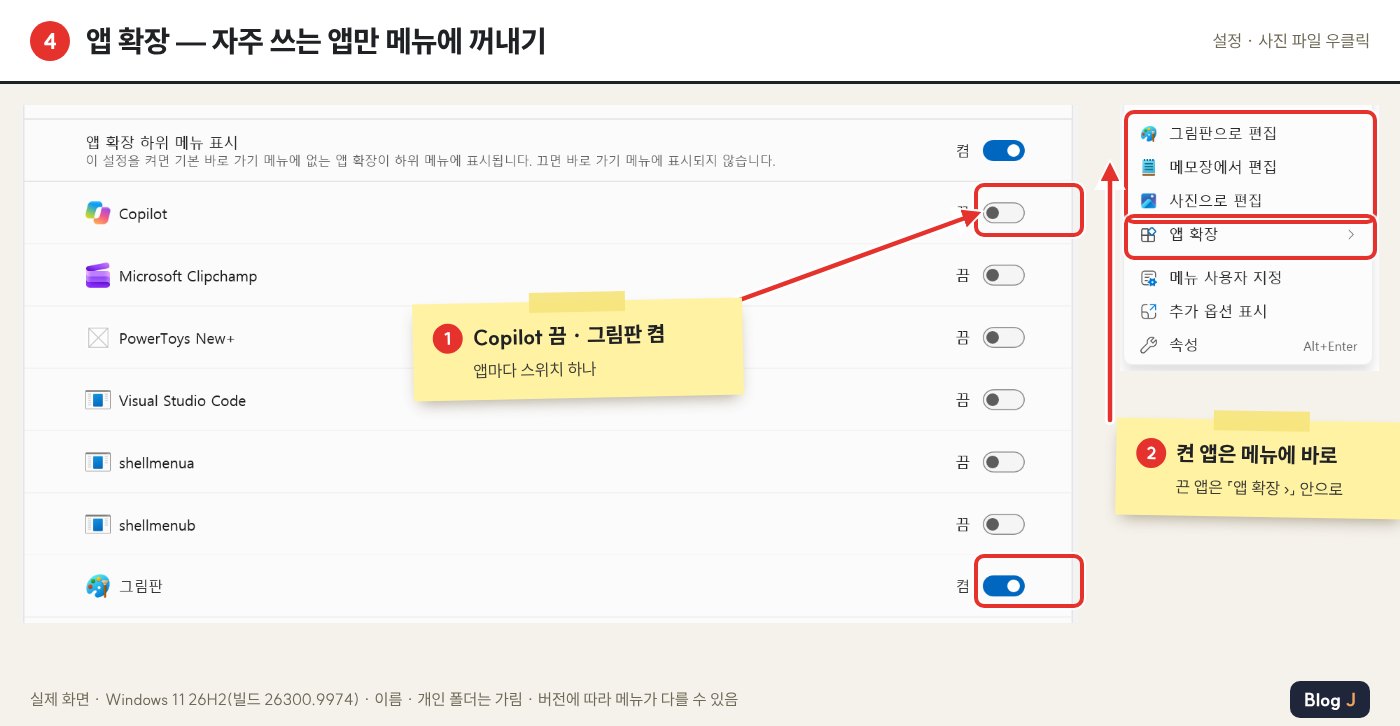 4 앱 확장 — 자주 쓰는 앱만 메뉴에 꺼내기
설정 · 사진 파일 우클릭
앱 확장 하위 메뉴 표시
이 설정을 켜면 기본 바로 가기 메뉴에 없는 앱 확장이 하위 메뉴에 표시됩니다. 끄면 바로 가기 메뉴에 표시되지 않습니다.
켬
Copilot
Microsoft Clipchamp 끔
PowerToys New+ 끔
Visual Studio Code 끔
shellmenua 끔
shellmenub 끔
그림판 켬
1 Copilot 끔 · 그림판 켬
앱마다 스위치 하나
그림판으로 편집
메모장에서 편집
사진으로 편집
앱 확장
메뉴 사용자 지정
추가 옵션 표시
속성 Alt+Enter
2 켠 앱은 메뉴에 바로
끈 앱은 「앱 확장 ›」 안으로
실제 화면 · Windows 11 26H2(빌드 26300.9974) · 이름 · 개인 폴더는 가림 · 버전에 따라 메뉴가 다를 수 있음
Blog J